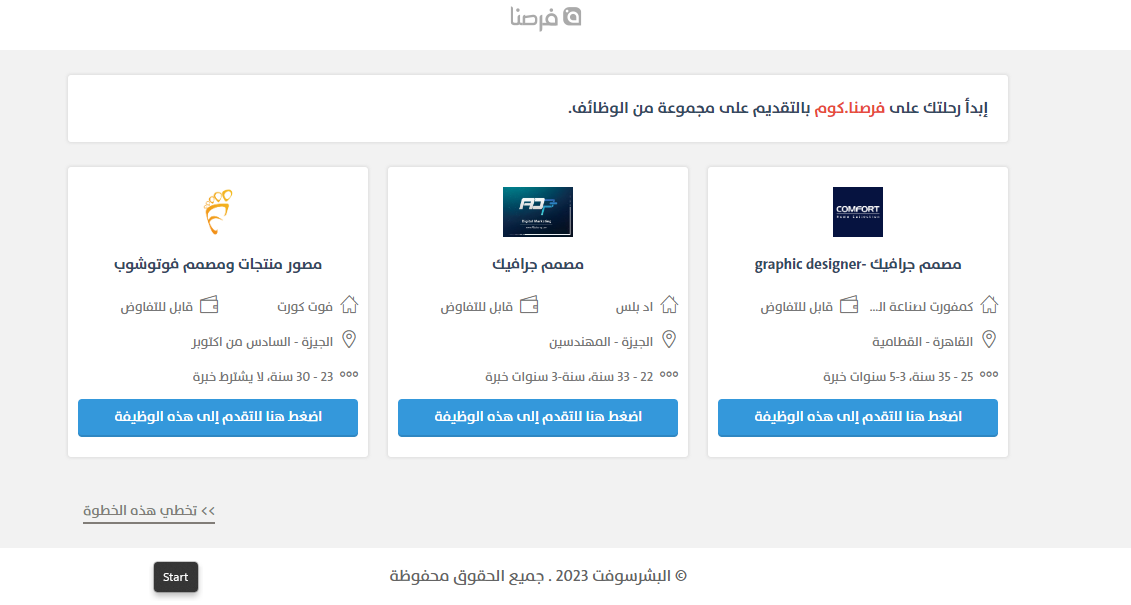 فرصنا
إبدأ رحلتك على فرصنا.كوم بالتقديم على مجموعة من الوظائف.
COMFORT
مصمم جرافيك -graphic designer
كمفورت لصناعة الـ...
قابل للتفاوض
القاهرة - القطامية
25 - 35 سنة، 3-5 سنوات خبرة
اضغط هنا للتقدم إلى هذه الوظيفة
Digital Marketing
مصمم جرافيك
اد بلس
قابل للتفاوض
الجيزة - المهندسين
22 - 33 سنة، سنة-3 سنوات خبرة
اضغط هنا للتقدم إلى هذه الوظيفة
مصور منتجات ومصمم فوتوشوب
فوت كورت
قابل للتفاوض
الجيزة - السادس من اكتوبر
23 - 30 سنة، لا يشترط خبرة
اضغط هنا للتقدم إلى هذه الوظيفة
>> تخطي هذه الخطوة
© البشرسوفت 2023 . جميع الحقوق محفوظة
Start